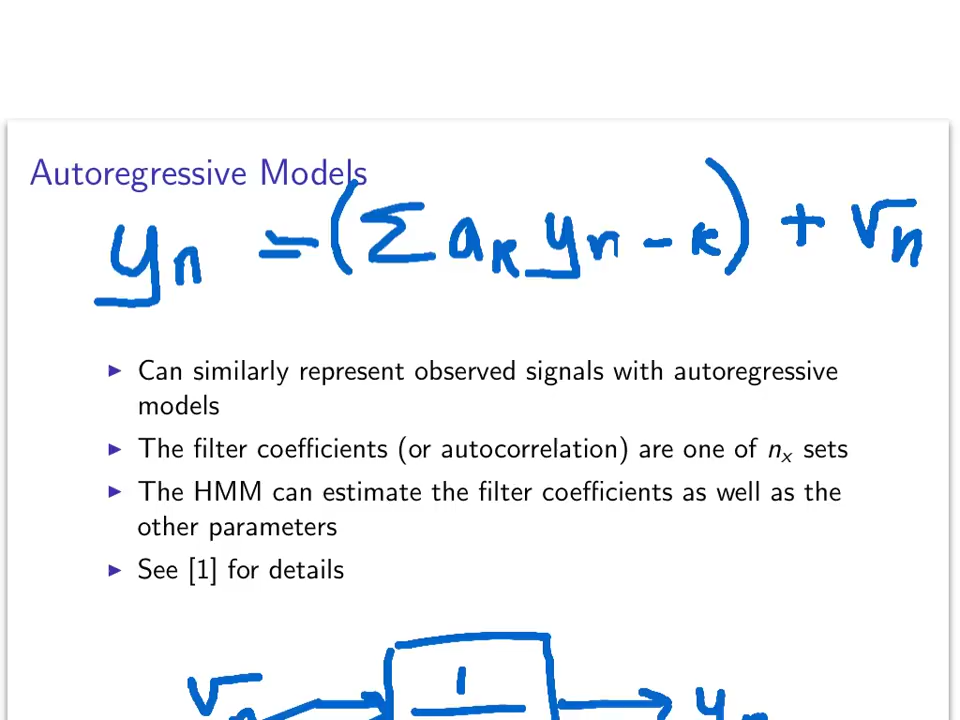 Autoregressive Models
yn = (Σ ak yn-k) + vn
▶ Can similarly represent observed signals with autoregressive
models
▶ The filter coefficients (or autocorrelation) are one of nx sets
▶ The HMM can estimate the filter coefficients as well as the
other parameters
▶ See [1] for details
1
vn
yn